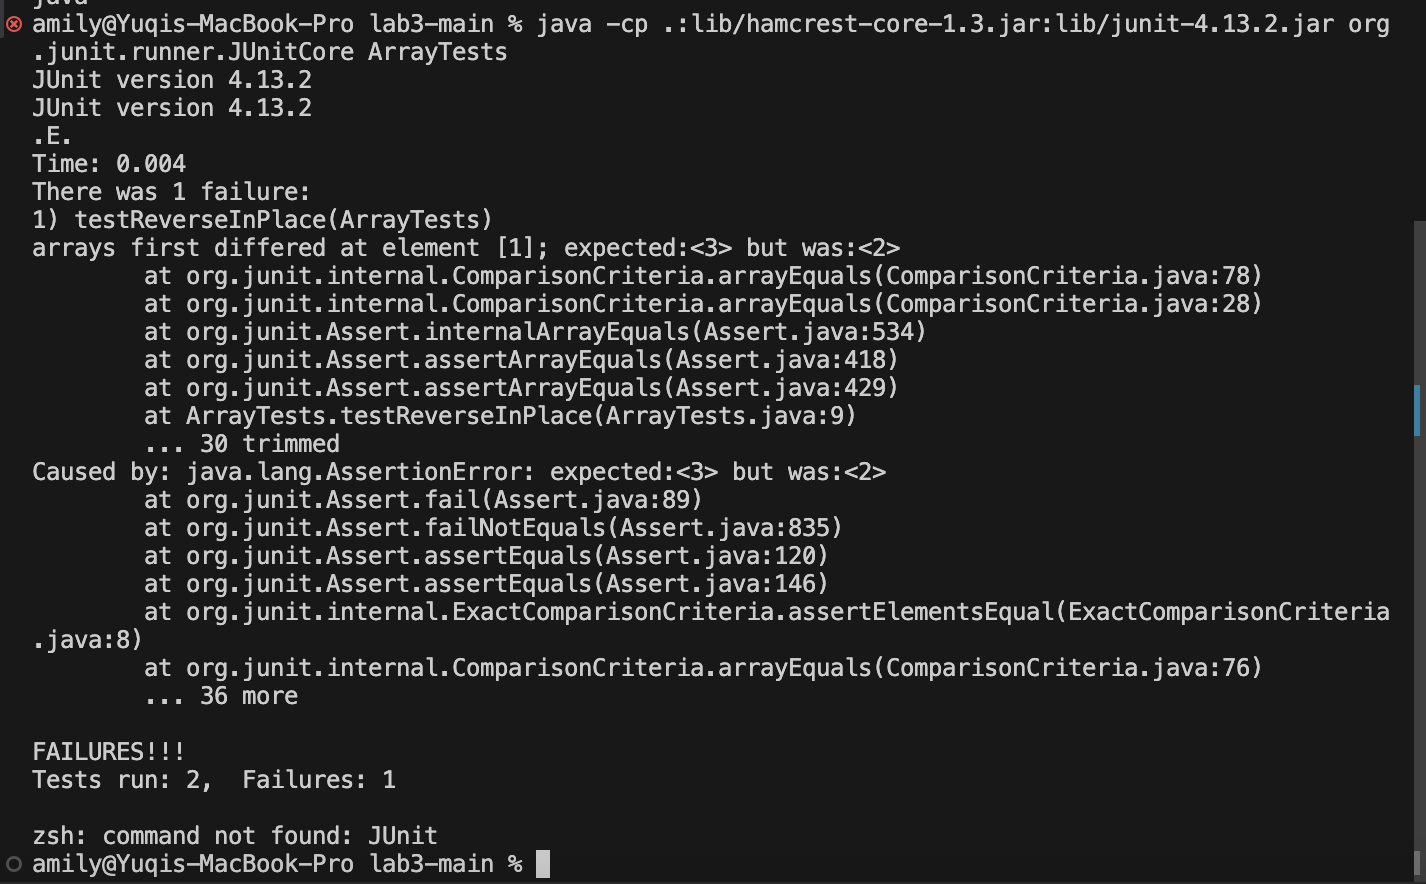 java
amily@Yuqis-MacBook-Pro lab3-main % java -cp .:lib/hamcrest-core-1.3.jar:lib/junit-4.13.2.jar org
.junit.runner.JUnitCore ArrayTests
JUnit version 4.13.2
JUnit version 4.13.2
.E.
Time: 0.004
There was 1 failure:
1) testReverseInPlace(ArrayTests)
arrays first differed at element [1]; expected:<3> but was:<2>
        at org.junit.internal.ComparisonCriteria.arrayEquals(ComparisonCriteria.java:78)
        at org.junit.internal.ComparisonCriteria.arrayEquals(ComparisonCriteria.java:28)
        at org.junit.Assert.internalArrayEquals(Assert.java:534)
        at org.junit.Assert.assertArrayEquals(Assert.java:418)
        at org.junit.Assert.assertArrayEquals(Assert.java:429)
        at ArrayTests.testReverseInPlace(ArrayTests.java:9)
        ... 30 trimmed
Caused by: java.lang.AssertionError: expected:<3> but was:<2>
        at org.junit.Assert.fail(Assert.java:89)
        at org.junit.Assert.failNotEquals(Assert.java:835)
        at org.junit.Assert.assertEquals(Assert.java:120)
        at org.junit.Assert.assertEquals(Assert.java:146)
        at org.junit.internal.ExactComparisonCriteria.assertElementsEqual(ExactComparisonCriteria
.java:8)
        at org.junit.internal.ComparisonCriteria.arrayEquals(ComparisonCriteria.java:76)
        ... 36 more

FAILURES!!!
Tests run: 2,  Failures: 1

zsh: command not found: JUnit
amily@Yuqis-MacBook-Pro lab3-main %